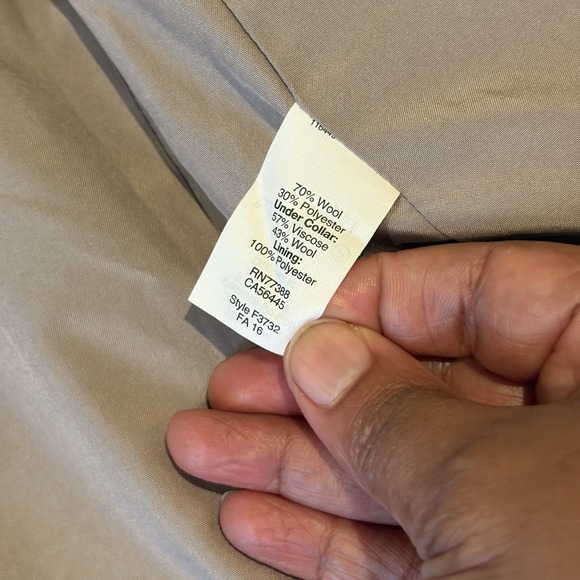 70% Wool
30% Polyester
Under Collar:
57% Viscose
43% Wool
Lining:
100% Polyester
RN77388
CA56445
Style F3732
FA 16